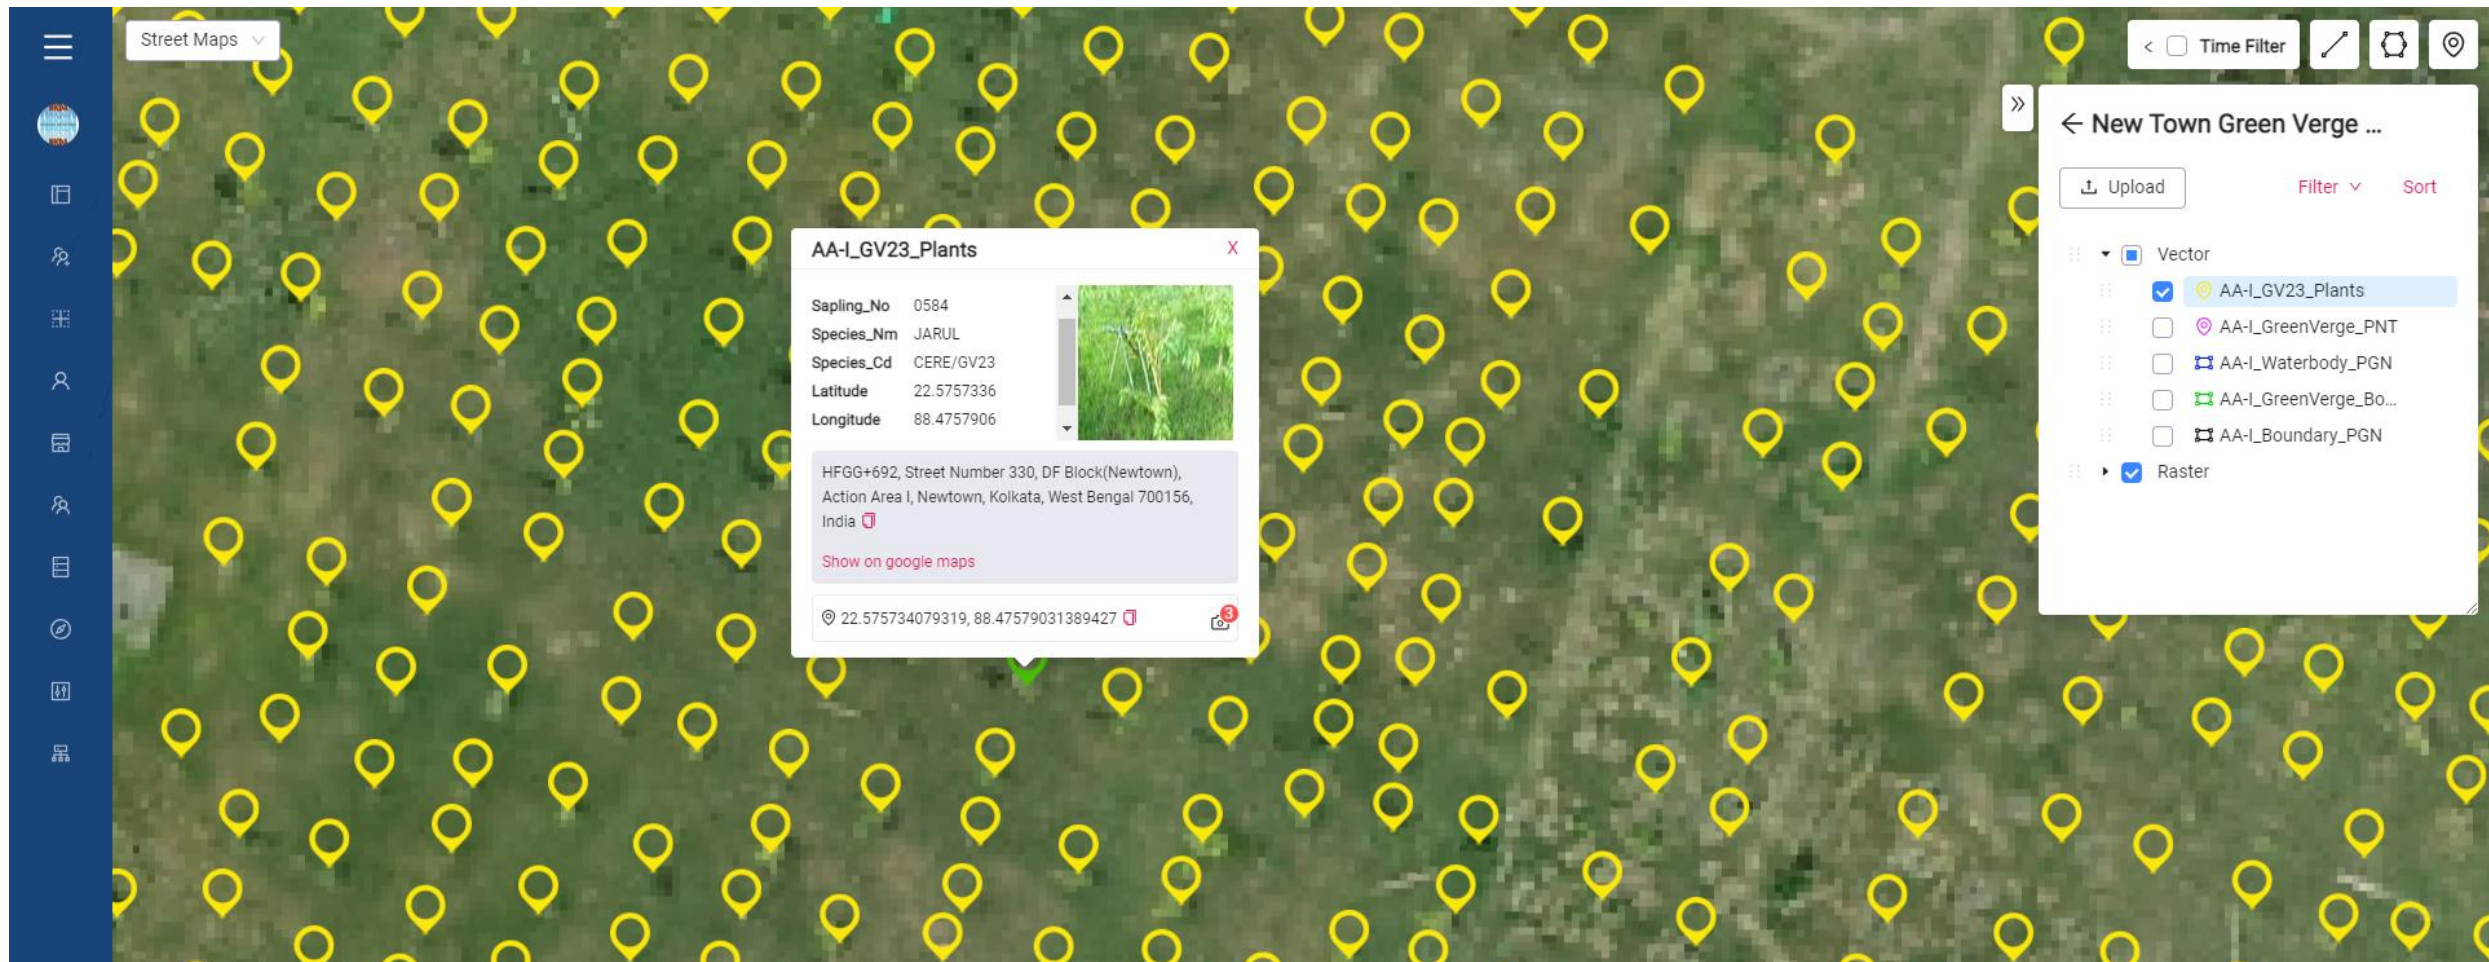 Street Maps
< Time Filter
New Town Green Verge ...
Upload
Filter
Sort
Vector
AA-I_GV23_Plants
AA-I_GreenVerge_PNT
AA-I_Waterbody_PGN
AA-I_GreenVerge_Bo...
AA-I_Boundary_PGN
Raster
AA-I_GV23_Plants X
Sapling_No 0584
Species_Nm JARUL
Species_Cd CERE/GV23
Latitude 22.5757336
Longitude 88.4757906
HFGG+692, Street Number 330, DF Block(Newtown),
Action Area I, Newtown, Kolkata, West Bengal 700156,
India
Show on google maps
22.575734079319, 88.47579031389427 3